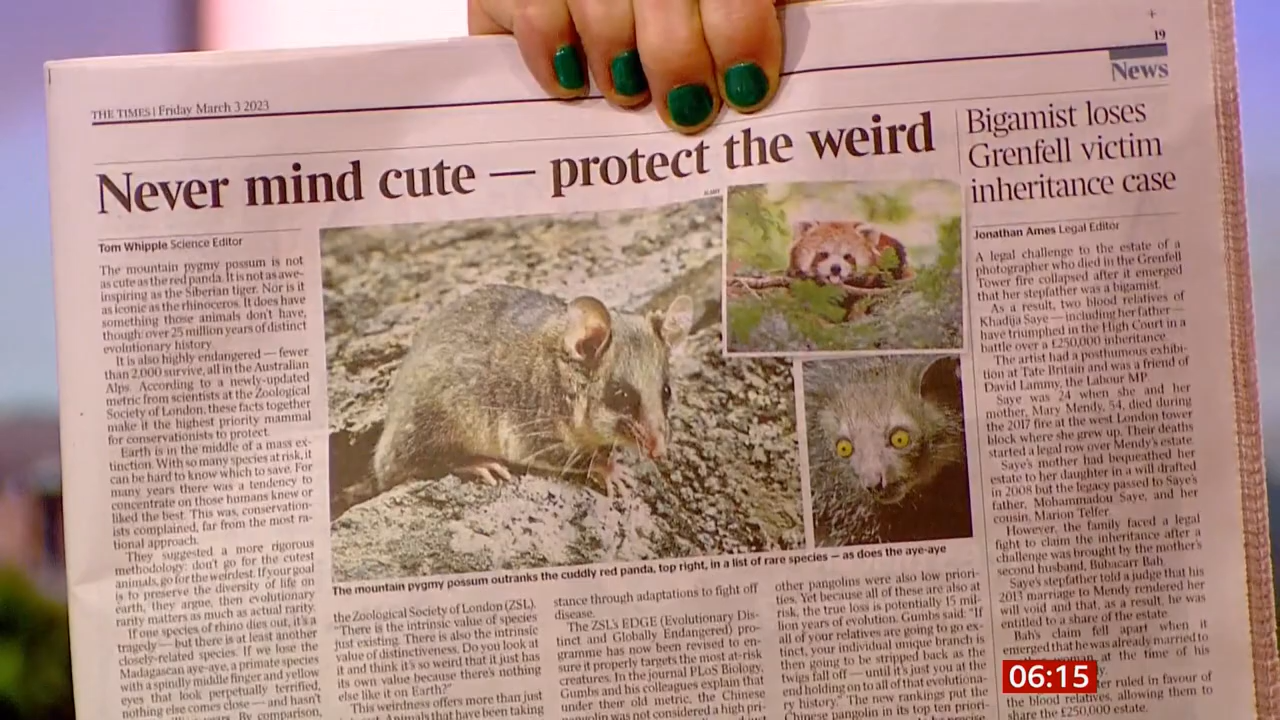 19
News
THE TIMES | Friday March 3 2023
Never mind cute — protect the weird
Tom Whipple Science Editor
The mountain pygmy possum is not
as cute as the red panda. It is not as awe-
inspiring as the Siberian tiger. Nor is it
as iconic as the rhinoceros. It does have
something those animals don't have,
though: over 25 million years of distinct
evolutionary history.
It is also highly endangered — fewer
than 2,000 survive, all in the Australian
Alps. According to a newly-updated
metric from scientists at the Zoological
Society of London, these facts together
make it the highest priority mammal
for conservationists to protect.
Earth is in the middle of a mass ex-
tinction. With so many species at risk, it
can be hard to know which to save. For
many years there was a tendency to
concentrate on those humans knew or
liked the best. This was, conservation-
ists complained, far from the most ra-
tional approach.
They suggested a more rigorous
methodology: don't go for the cutest
animals, go for the weirdest. If your goal
is to preserve the diversity of life on
earth, they argue, then evolutionary
rarity matters as much as actual rarity.
If one species of rhino dies out, it's a
tragedy — but there is at least another
closely-related species. If we lose the
Madagascan aye-aye, a primate species
with a spindly middle finger and yellow
eyes that look perpetually terrified,
nothing else comes close — and hasn't
years. By comparison,
The mountain pygmy possum outranks the cuddly red panda, top right, in a list of rare species — as does the aye-aye
the Zoological Society of London (ZSL).
"There is the intrinsic value of species
just existing. There is also the intrinsic
value of distinctiveness. Do you look at
it and think it's so weird that it just has
its own value because there's nothing
else like it on Earth?"
This weirdness offers more than just
Animals that have been taking
stance through adaptations to fight off
disease.
The ZSL's EDGE (Evolutionary Dis-
tinct and Globally Endangered) pro-
gramme has now been revised to en-
sure it properly targets the most at-risk
creatures. In the journal PLoS Biology,
Gumbs and his colleagues explain that
under their old metric, the Chinese
pangolin was not considered a high pri-
other pangolins were also low priori-
ties. Yet because all of these are also at
risk, the true loss is potentially 15 mil-
lion years of evolution. Gumbs said: "If
all of your relatives are going to go ex-
tinct, your individual unique branch is
then going to be stripped back as the
twigs fall off — until it's just you at the
end holding on to all of that evolutiona-
ry history." The new rankings put the
Chinese pangolin in its top ten priori-
Bigamist loses
Grenfell victim
inheritance case
Jonathan Ames Legal Editor
A legal challenge to the estate of a
photographer who died in the Grenfell
Tower fire collapsed after it emerged
that her stepfather was a bigamist.
As a result, two blood relatives of
Khadija Saye — including her father —
have triumphed in the High Court in a
battle over a £250,000 inheritance.
The artist had a posthumous exhibi-
tion at Tate Britain and was a friend of
David Lammy, the Labour MP.
Saye was 24 when she and her
mother, Mary Mendy, 54, died during
the 2017 fire at the west London tower
block where she grew up. Their deaths
started a legal row over Mendy's estate.
Saye's mother had bequeathed her
estate to her daughter in a will drafted
in 2008 but the legacy passed to Saye's
father, Mohammadou Saye, and her
cousin, Marion Telfer.
However, the family faced a legal
fight to claim the inheritance after a
challenge was brought by the mother's
second husband, Bubacarr Bah.
Saye's stepfather told a judge that his
2013 marriage to Mendy rendered her
will void and that, as a result, he was
entitled to a share of the estate.
Bah's claim fell apart when it
emerged that he was already married to
at the time of his
ruled in favour of
the blood relatives, allowing them to
share the £250,000 estate.
06:15